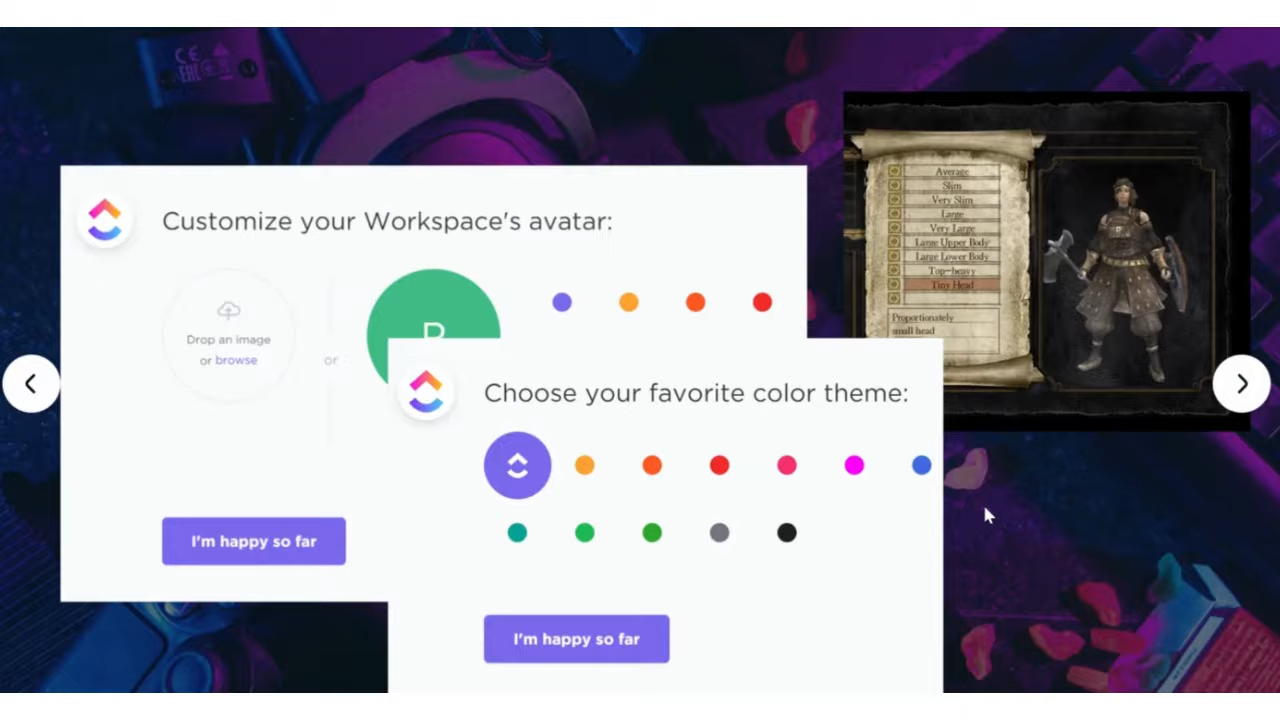 CE
EAC
Customize your Workspace's avatar:
Drop an image
or browse
or
I'm happy so far
Choose your favorite color theme:
I'm happy so far
Average
Slim
Very Slim
Large
Very Large
Large Upper Body
Large Lower Body
Top-heavy
Tiny Head
Proportionately
small head